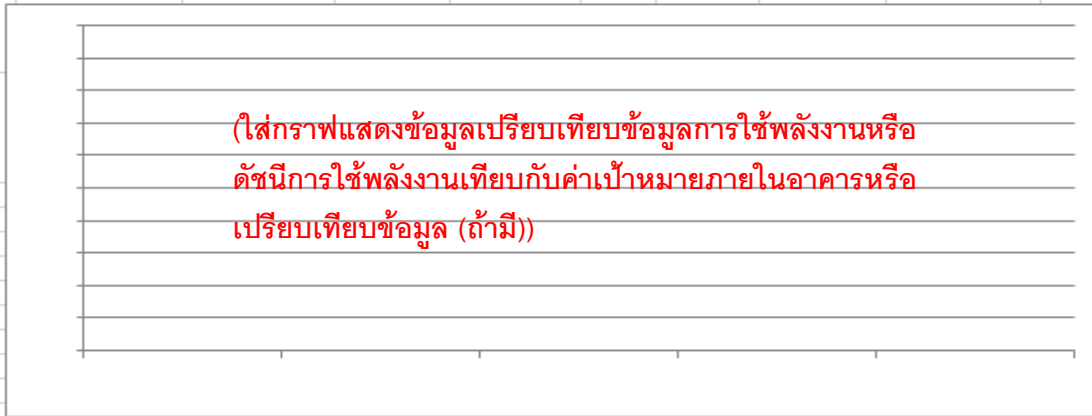 (ใส่กราฟแสดงข้อมูลเปรียบเทียบข้อมูลการใช้พลังงานหรือ
ดัชนีการใช้พลังงานเทียบกับค่าเป้าหมายภายในอาคารหรือ
เปรียบเทียบข้อมูล (ถ้ามี))